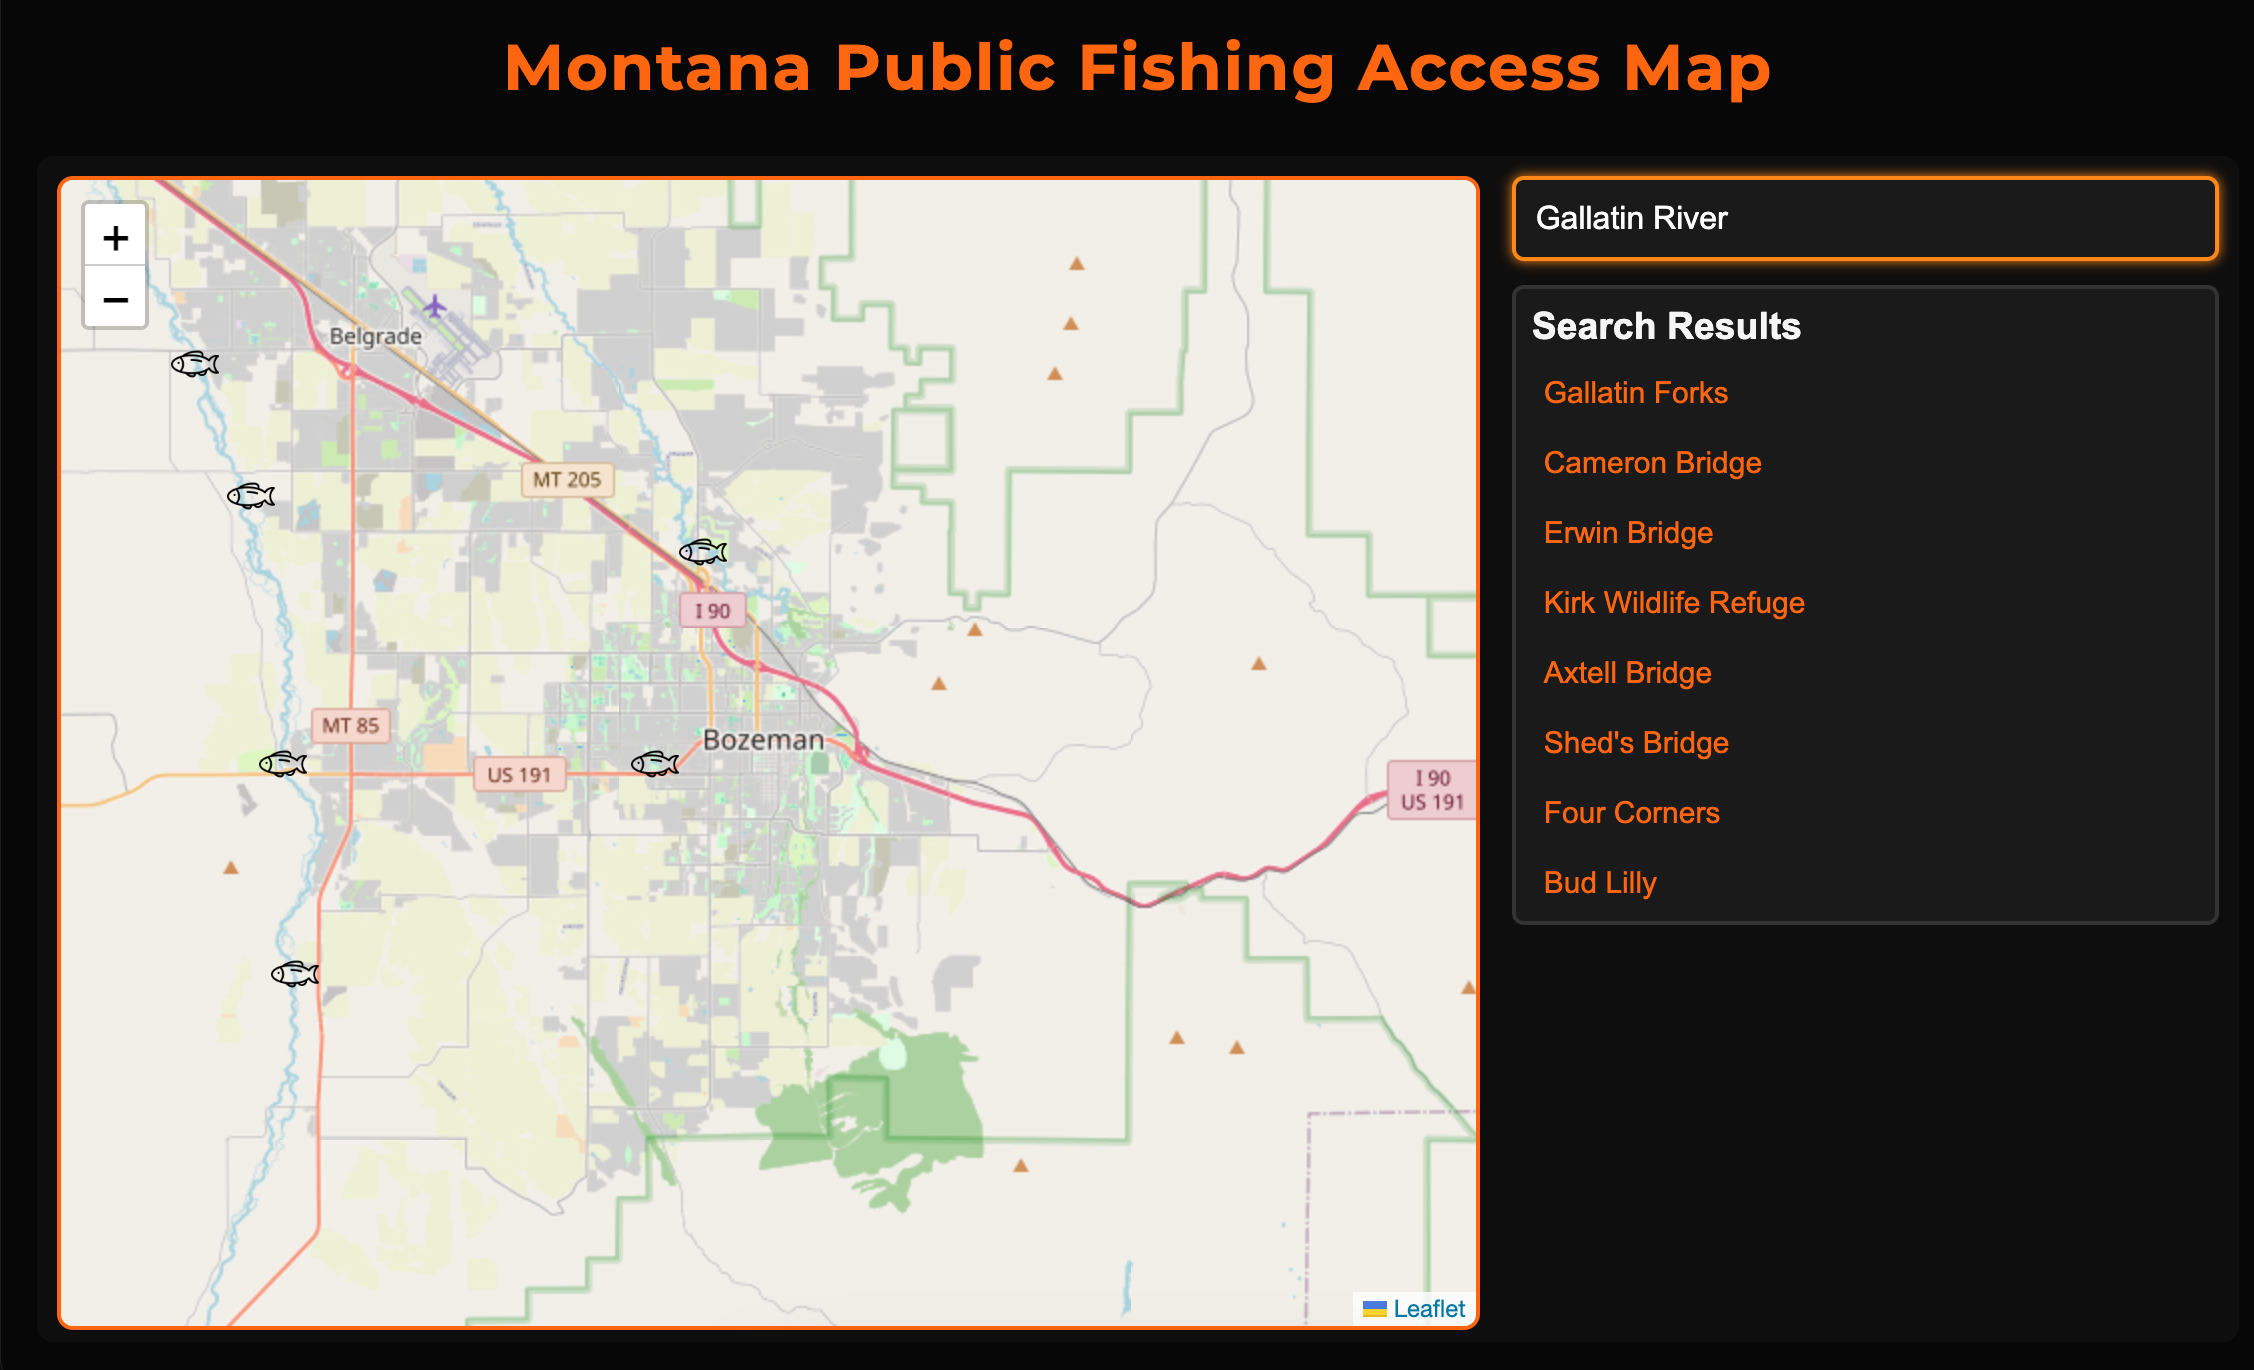 Montana Public Fishing Access Map
+
−
Belgrade
MT 205
I 90
MT 85
Bozeman
US 191
I 90
US 191
Leaflet
Gallatin River
Search Results
Gallatin Forks
Cameron Bridge
Erwin Bridge
Kirk Wildlife Refuge
Axtell Bridge
Shed's Bridge
Four Corners
Bud Lilly